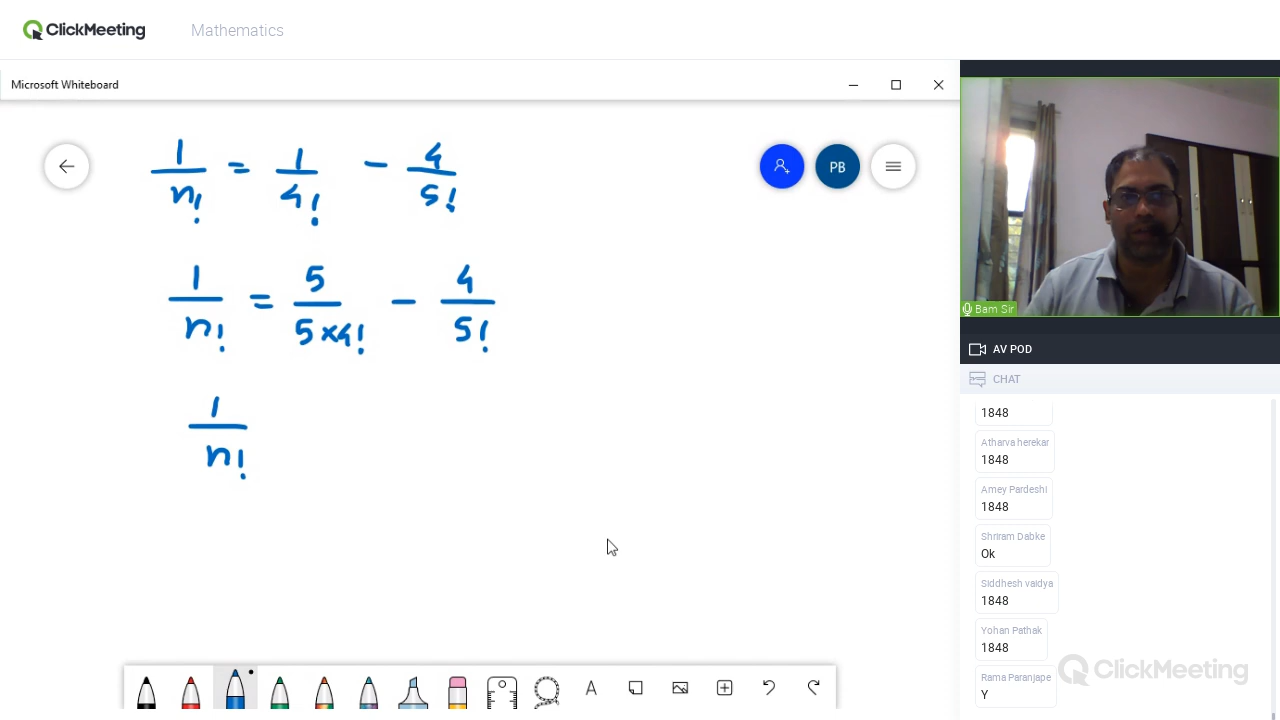 ClickMeeting Mathematics
Microsoft Whiteboard
1/n! = 1/4! - 4/5!
PB
1/n! = 5/5×4! - 4/5!
1/n!
A
Bam Sir
AV POD
CHAT
1848
Atharva herekar
1848
Amey Pardeshi
1848
Shriram Dabke
Ok
Siddhesh vaidya
1848
Yohan Pathak
1848
Rama Paranjape
Y
ClickMeeting